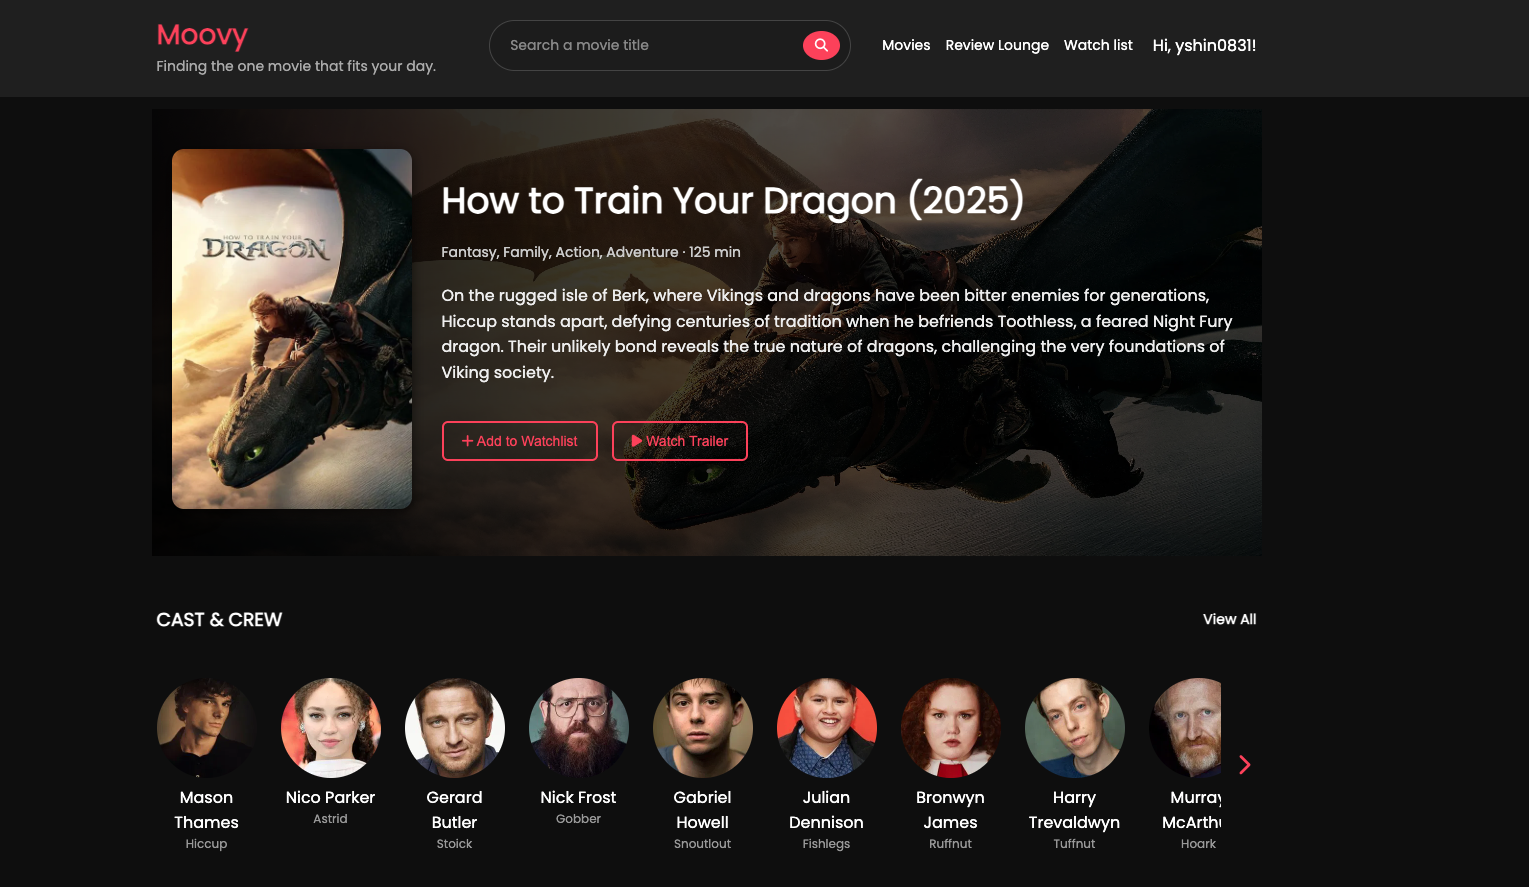 Moovy
Finding the one movie that fits your day.
Search a movie title
Movies
Review Lounge
Watch list
Hi, yshin0831!
HOW TO TRAIN YOUR
DRAGON
How to Train Your Dragon (2025)
Fantasy, Family, Action, Adventure · 125 min
On the rugged isle of Berk, where Vikings and dragons have been bitter enemies for generations,
Hiccup stands apart, defying centuries of tradition when he befriends Toothless, a feared Night Fury
dragon. Their unlikely bond reveals the true nature of dragons, challenging the very foundations of
Viking society.
+ Add to Watchlist
Watch Trailer
CAST & CREW
View All
Mason
Thames
Hiccup
Nico Parker
Astrid
Gerard
Butler
Stoick
Nick Frost
Gobber
Gabriel
Howell
Snoutlout
Julian
Dennison
Fishlegs
Bronwyn
James
Ruffnut
Harry
Trevaldwyn
Tuffnut
Murray
McArthu
Hoark